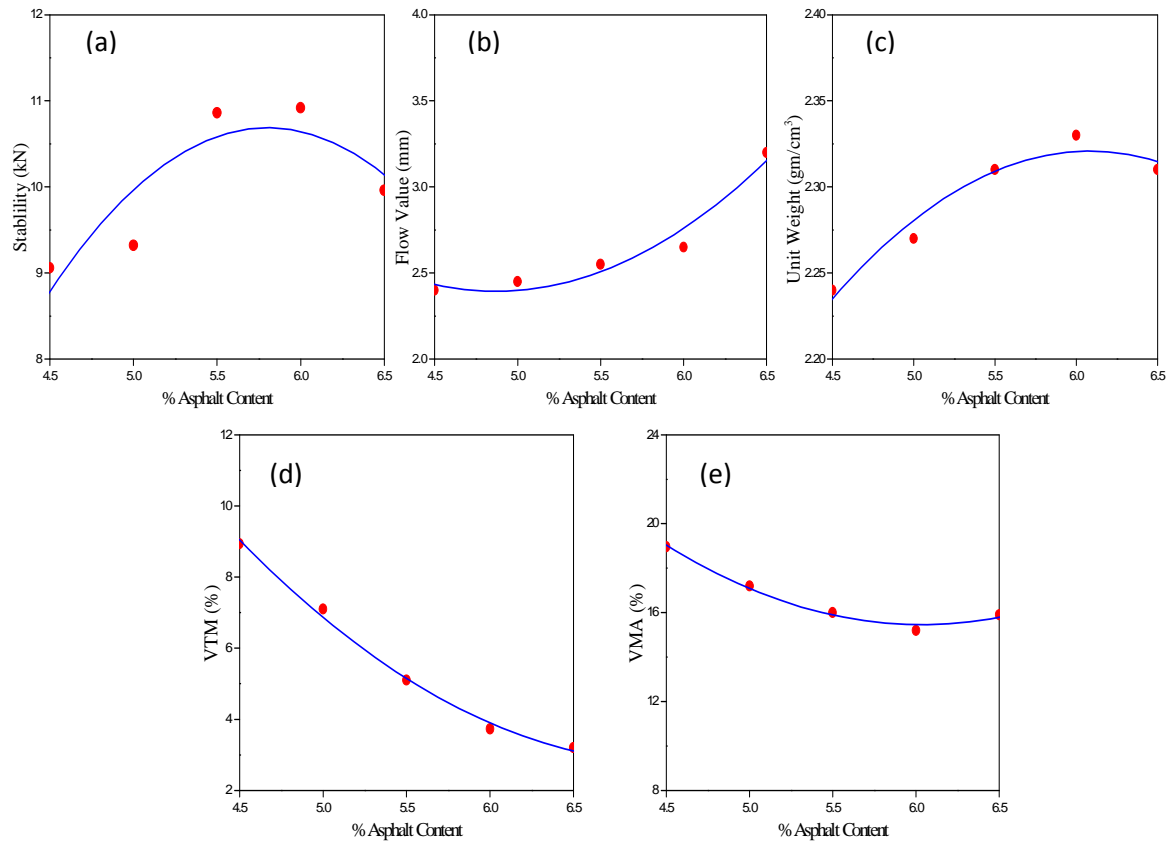 (a)
12
11
10
9
8
Stablility (kN)
4.5 5.0 5.5 6.0 6.5
% Asphalt Content
(b)
4.0
3.5
3.0
2.5
2.0
Flow Value (mm)
4.5 5.0 5.5 6.0 6.5
% Asphalt Content
(c)
2.40
2.35
2.30
2.25
2.20
Unit Weight (gm/cm³)
4.5 5.0 5.5 6.0 6.5
% Asphalt Content
(d)
12
10
8
6
4
2
VTM (%)
4.5 5.0 5.5 6.0 6.5
% Asphalt Content
(e)
24
20
16
12
8
VMA (%)
4.5 5.0 5.5 6.0 6.5
% Asphalt Content